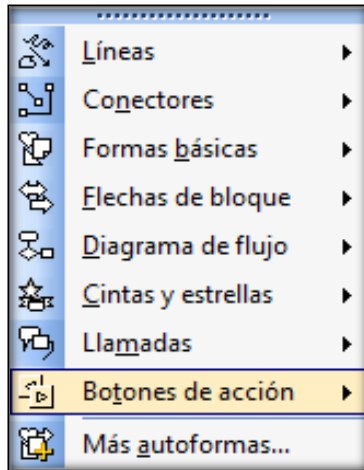 Líneas
Conectores
Formas básicas
Flechas de bloque
Diagrama de flujo
Cintas y estrellas
Llamadas
Botones de acción
Más autoformas...